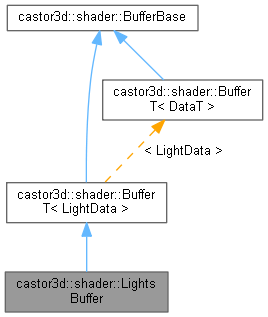 castor3d::shader::BufferBase
castor3d::shader::Buffer
T< DataT >
< LightData >
castor3d::shader::Buffer
T< LightData >
castor3d::shader::Lights
Buffer